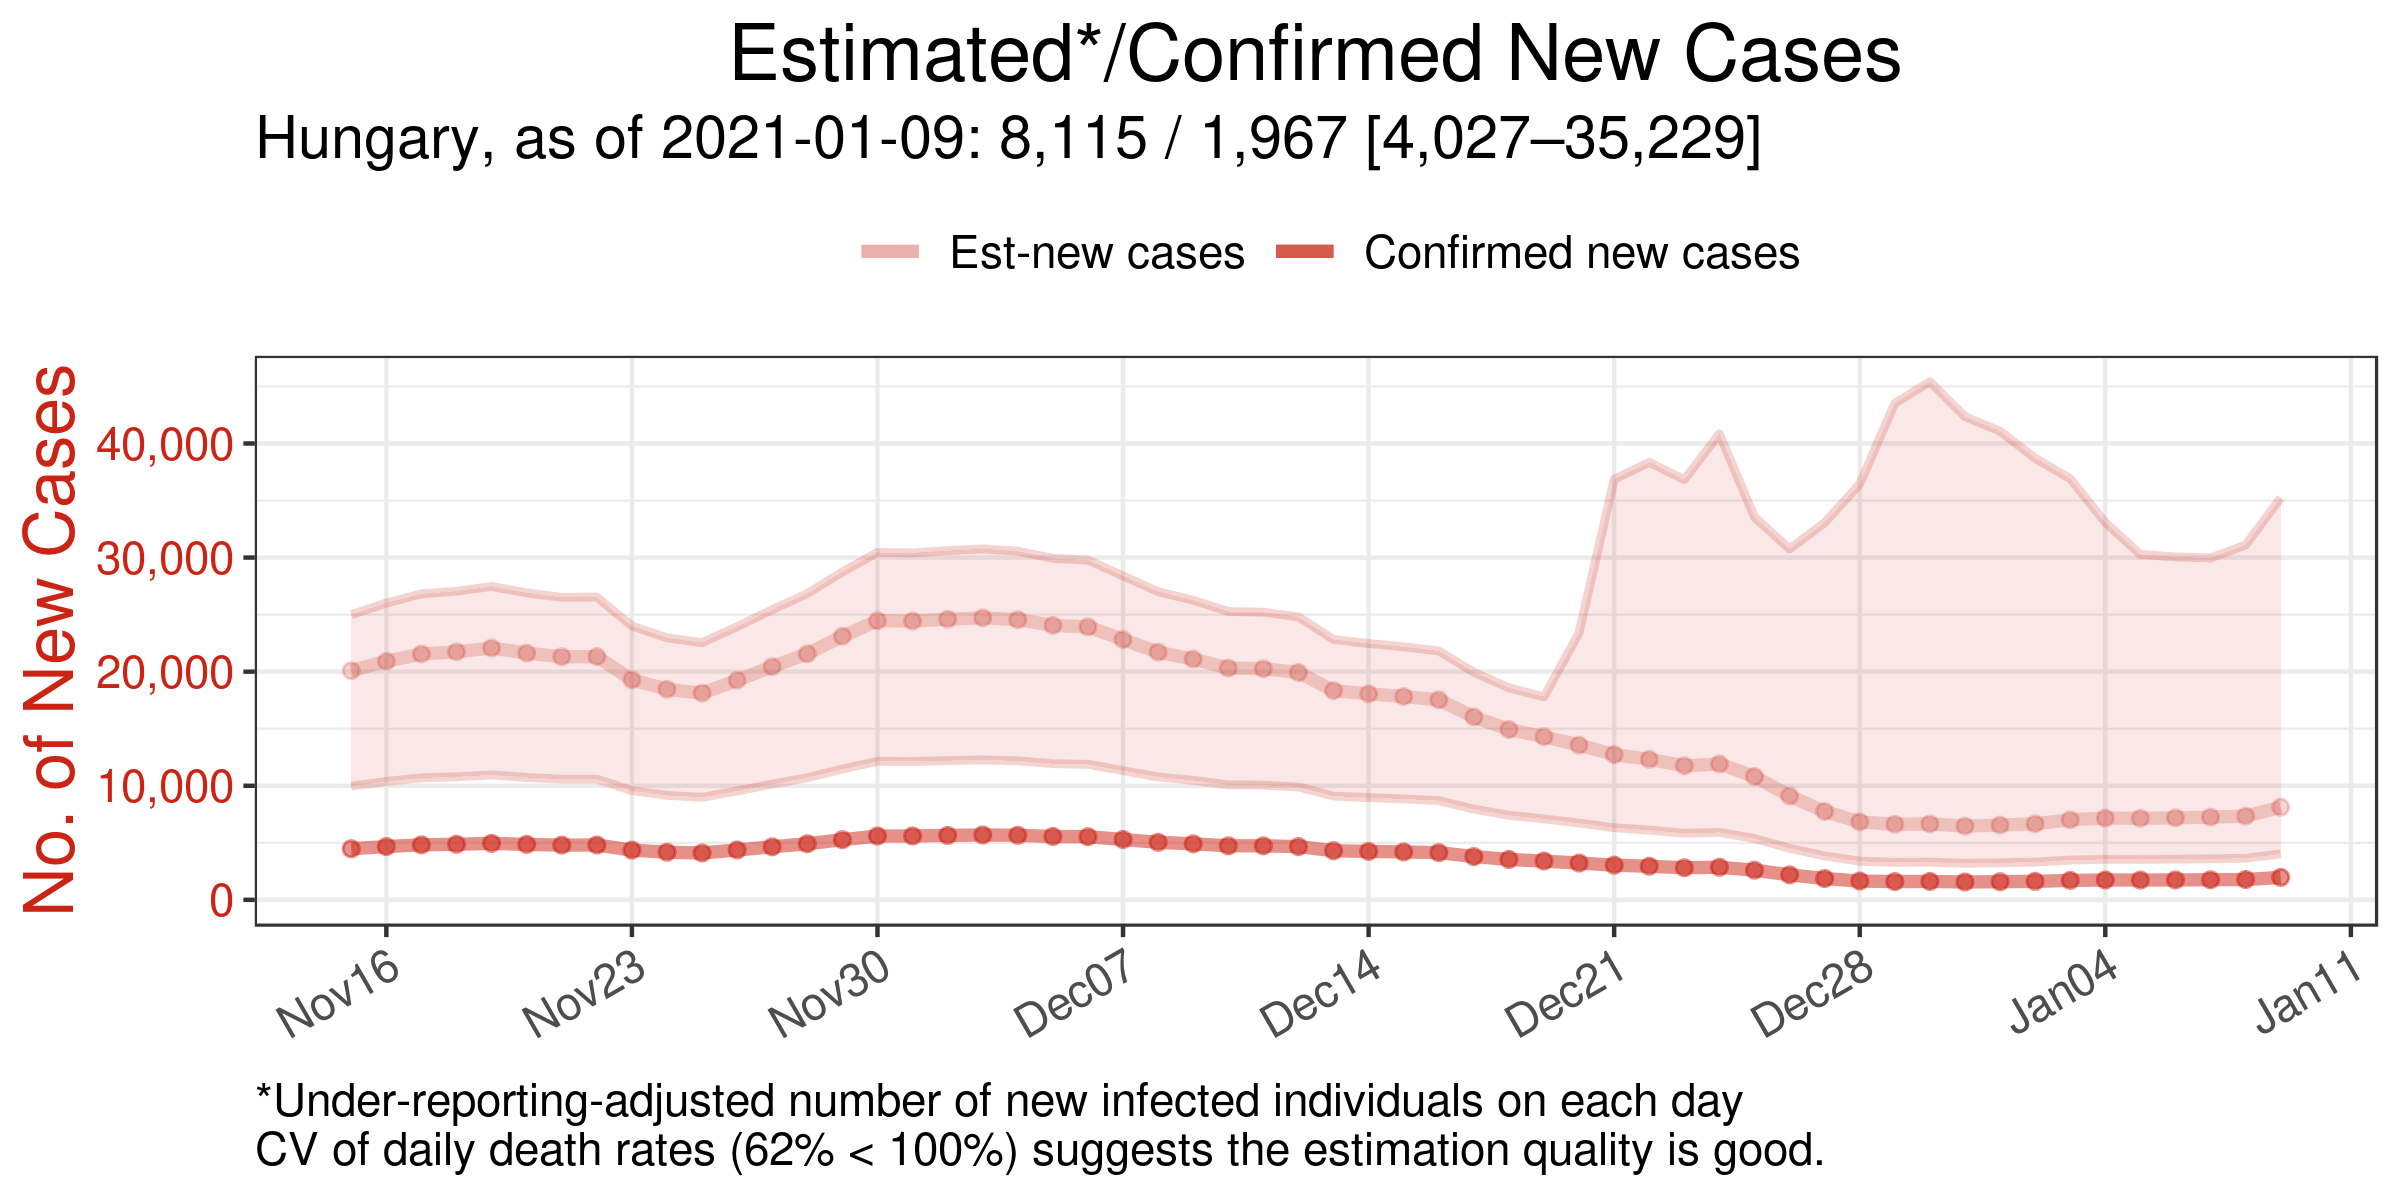 Estimated*/Confirmed New Cases
Hungary, as of 2021-01-09: 8,115 / 1,967 [4,027–35,229]
Est-new cases
Confirmed new cases
No. of New Cases
40,000
30,000
20,000
10,000
0
Nov16
Nov23
Nov30
Dec07
Dec14
Dec21
Dec28
Jan04
Jan11
*Under-reporting-adjusted number of new infected individuals on each day
CV of daily death rates (62% < 100%) suggests the estimation quality is good.